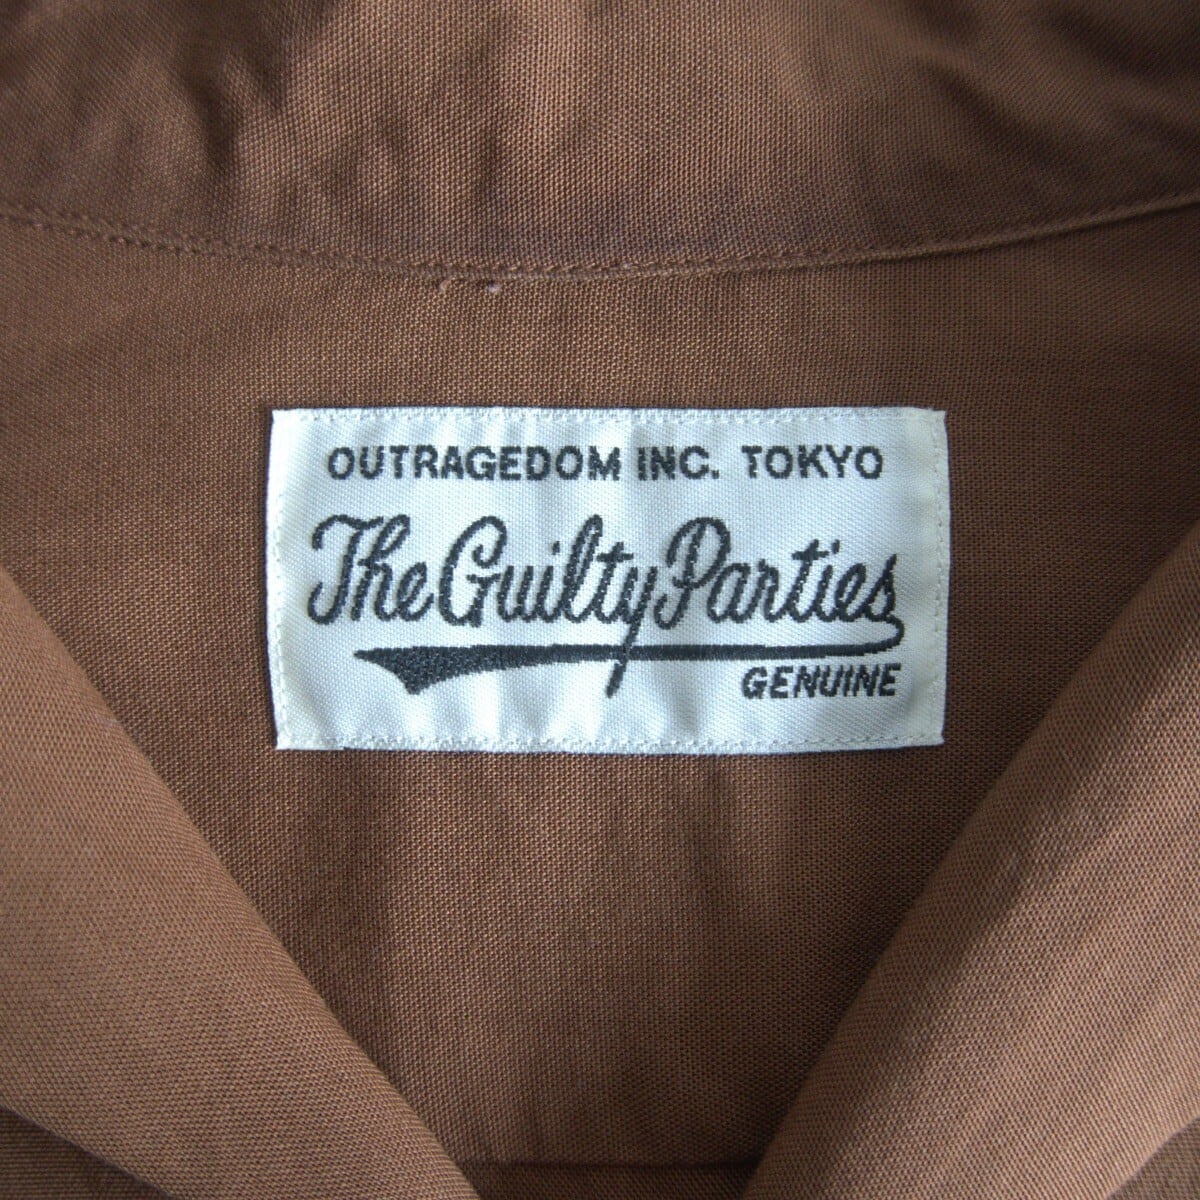 OUTRAGEDOM INC. TOKYO
The Guilty Parties
GENUINE